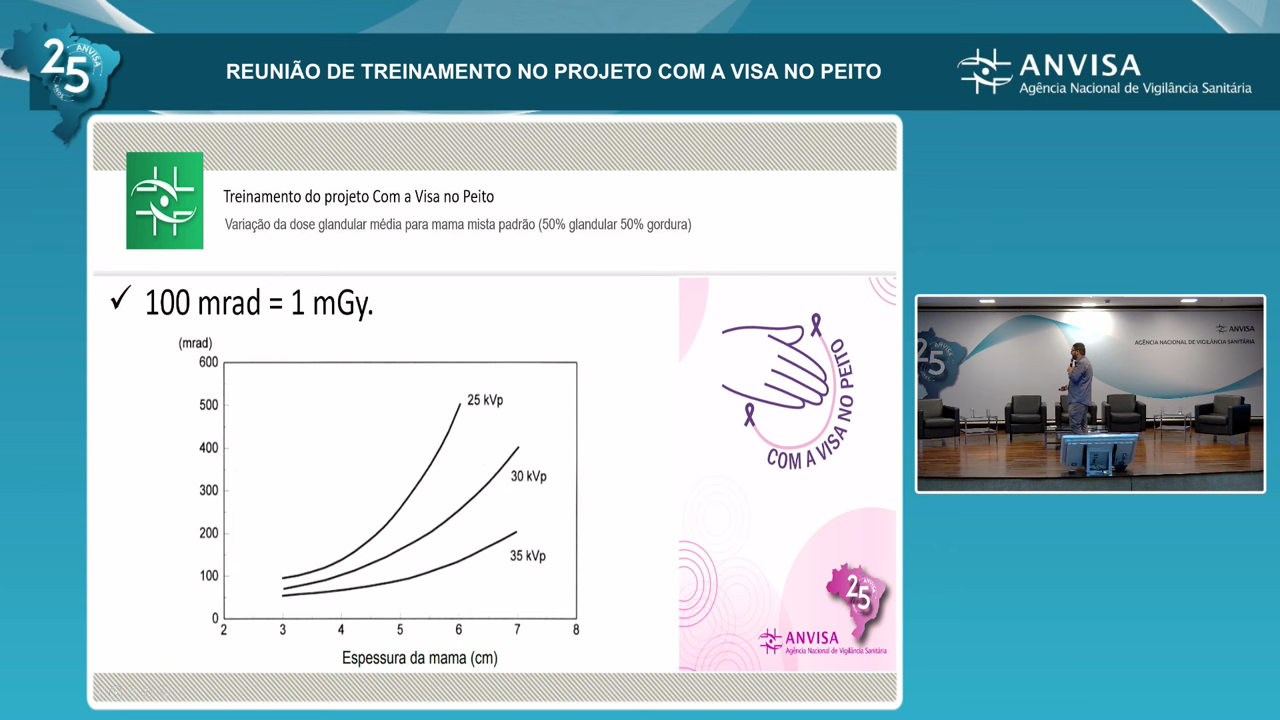 25
ANVISA
ANOS
REUNIÃO DE TREINAMENTO NO PROJETO COM A VISA NO PEITO
ANVISA
Agência Nacional de Vigilância Sanitária
Treinamento do projeto Com a Visa no Peito
Variação da dose glandular média para mama mista padrão (50% glandular 50% gordura)
✓ 100 mrad = 1 mGy.
(mrad)
600
500
400
300
200
100
0
2 3 4 5 6 7 8
25 kVp
30 kVp
35 kVp
Espessura da mama (cm)
COM A VISA NO PEITO
25
ANVISA
Agência Nacional de Vigilância Sanitária
25
ANVISA
AGÊNCIA NACIONAL DE VIGILÂNCIA SANITÁRIA